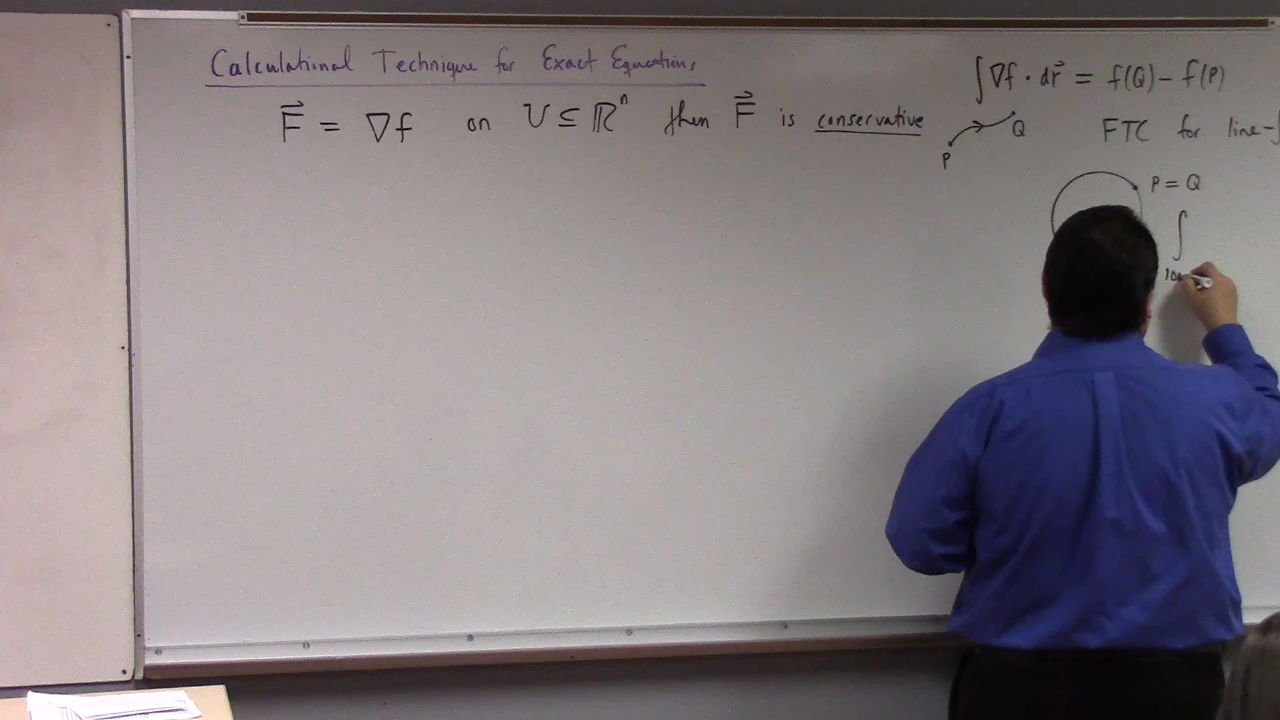 Calculational Technique for Exact Equations
F⃗ = ∇f on U ⊆ ℝⁿ then F⃗ is conservative
∫∇f · dr⃗ = f(Q) − f(P)
P Q
FTC for line-∫
P = Q
∫